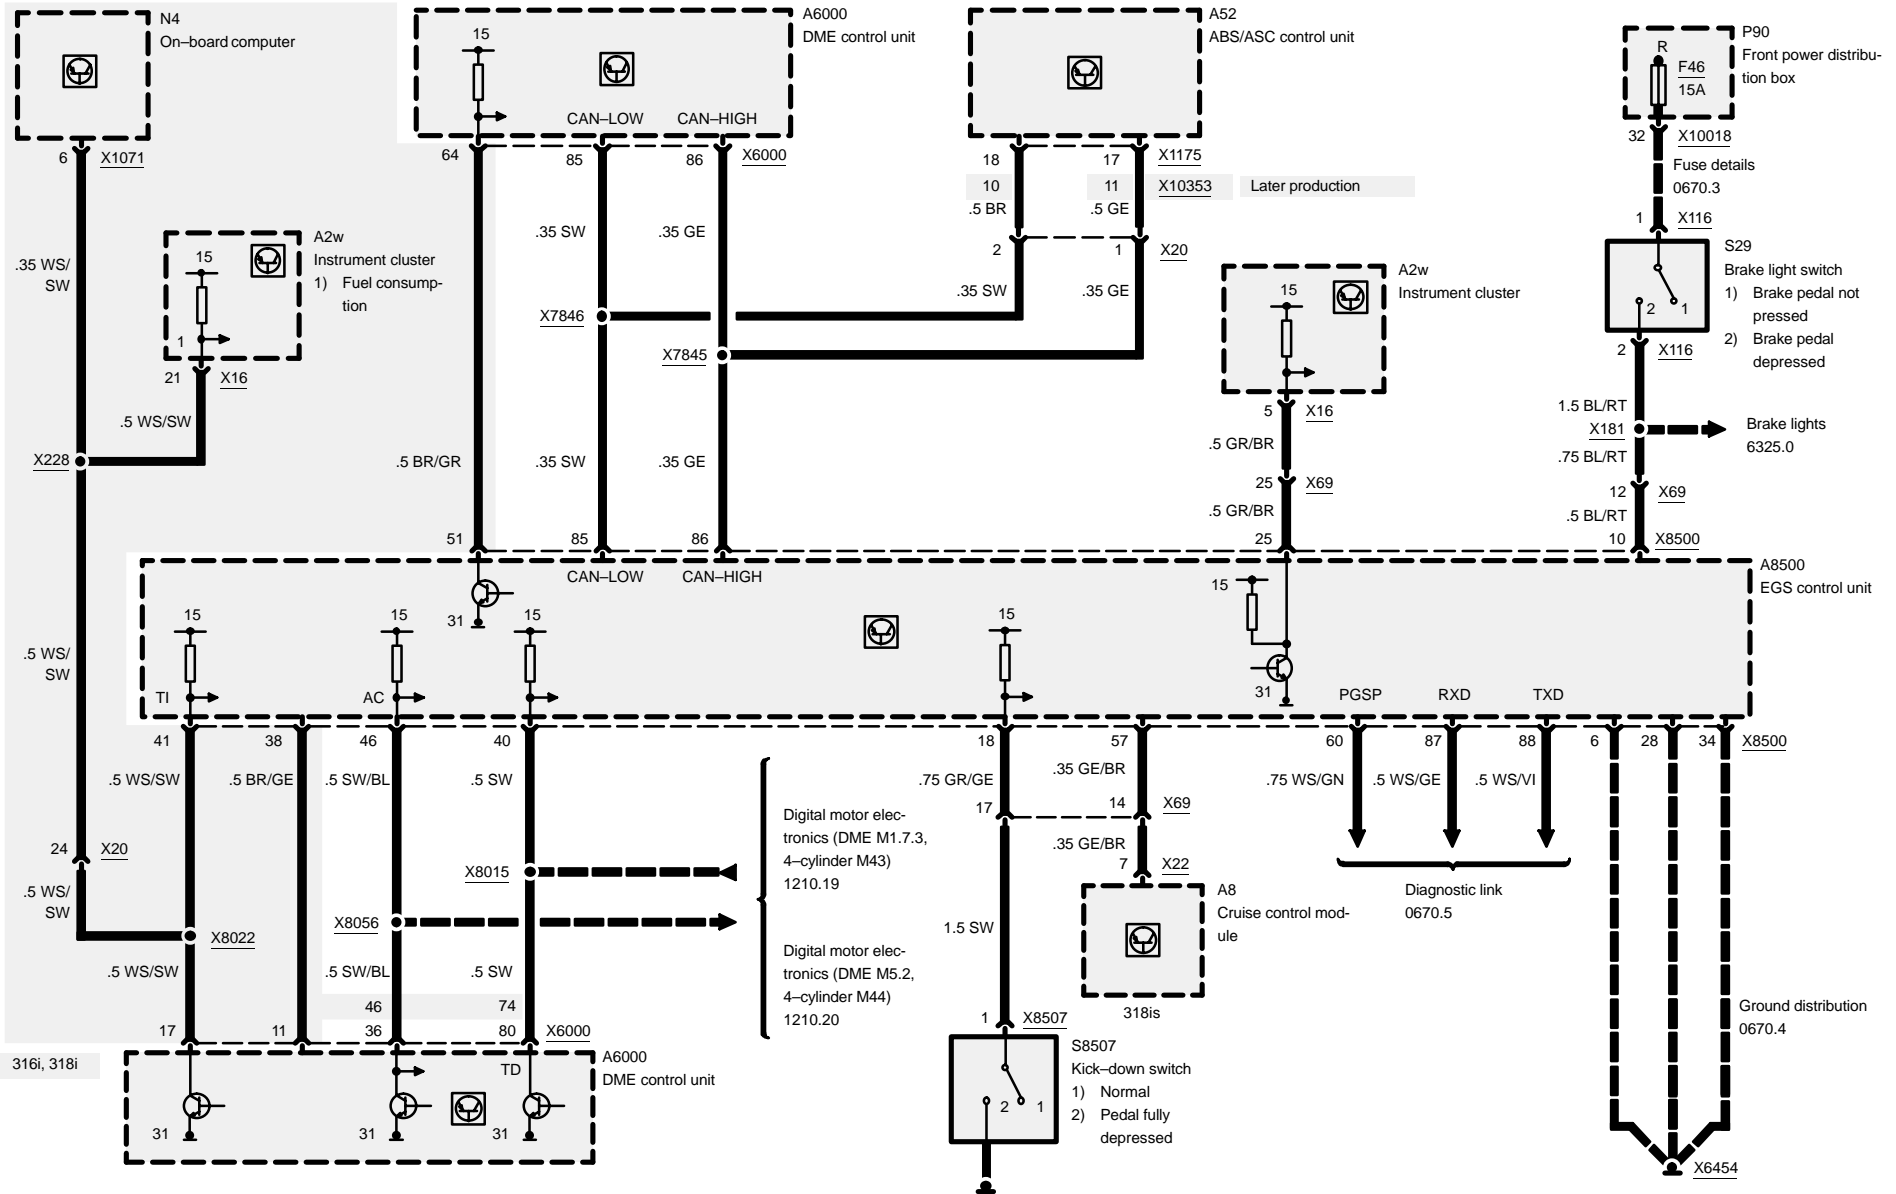 N4
On–board computer
6
X1071
.35 WS/
SW
A2w
Instrument cluster
1) Fuel consump-
tion
15
1
21
X16
.5 WS/SW
X228
.5 WS/
SW
24
X20
.5 WS/
SW
X8022
A6000
DME control unit
15
CAN–LOW
CAN–HIGH
64
85
86
X6000
.35 SW
.35 GE
X7846
X7845
.5 BR/GR
.35 SW
.35 GE
51
85
86
A52
ABS/ASC control unit
18
17
X1175
10
11
X10353
Later production
.5 BR
.5 GE
2
1
X20
.35 SW
.35 GE
A2w
Instrument cluster
15
5
X16
.5 GR/BR
25
X69
.5 GR/BR
25
P90
Front power distribu-
tion box
R
F46
15A
32
X10018
Fuse details
0670.3
1
X116
S29
Brake light switch
1) Brake pedal not
pressed
2) Brake pedal
depressed
2
1
2
X116
1.5 BL/RT
X181
Brake lights
6325.0
.75 BL/RT
12
X69
.5 BL/RT
10
X8500
A8500
EGS control unit
CAN–LOW
CAN–HIGH
31
15
15
15
15
15
31
TI
AC
PGSP
RXD
TXD
41
38
46
40
18
57
60
87
88
6
28
34
X8500
.5 WS/SW
.5 BR/GE
.5 SW/BL
.5 SW
.75 GR/GE
.35 GE/BR
.75 WS/GN
.5 WS/GE
.5 WS/VI
X8015
X8056
Digital motor elec-
tronics (DME M1.7.3,
4–cylinder M43)
1210.19
Digital motor elec-
tronics (DME M5.2,
4–cylinder M44)
1210.20
.5 WS/SW
.5 SW/BL
.5 SW
46
74
17
11
36
80
X6000
316i, 318i
A6000
DME control unit
TD
31
31
31
17
14
X69
.35 GE/BR
7
X22
A8
Cruise control mod-
ule
318is
1.5 SW
1
X8507
S8507
Kick–down switch
1) Normal
2) Pedal fully
depressed
2
1
Diagnostic link
0670.5
Ground distribution
0670.4
X6454